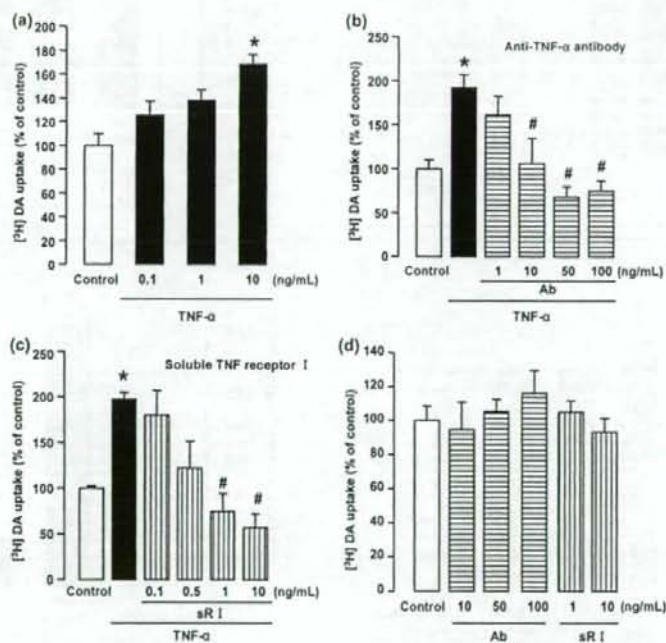 (a)
[³H] DA uptake (% of control)
200
180
160
140
120
100
80
60
40
20
0
*
Control 0.1 1 10 (ng/mL)
TNF-α
(b)
[³H] DA uptake (% of control)
250
200
150
100
50
0
Anti-TNF-α antibody
*
#
# #
Control 1 10 50 100 (ng/mL)
Ab
TNF-α
(c)
[³H] DA uptake (% of control)
250
200
150
100
50
0
Soluble TNF receptor I
*
# #
Control 0.1 0.5 1 10 (ng/mL)
sR I
TNF-α
(d)
[³H] DA uptake (% of control)
140
120
100
80
60
40
20
0
Control 10 50 100 1 10 (ng/mL)
Ab sR I